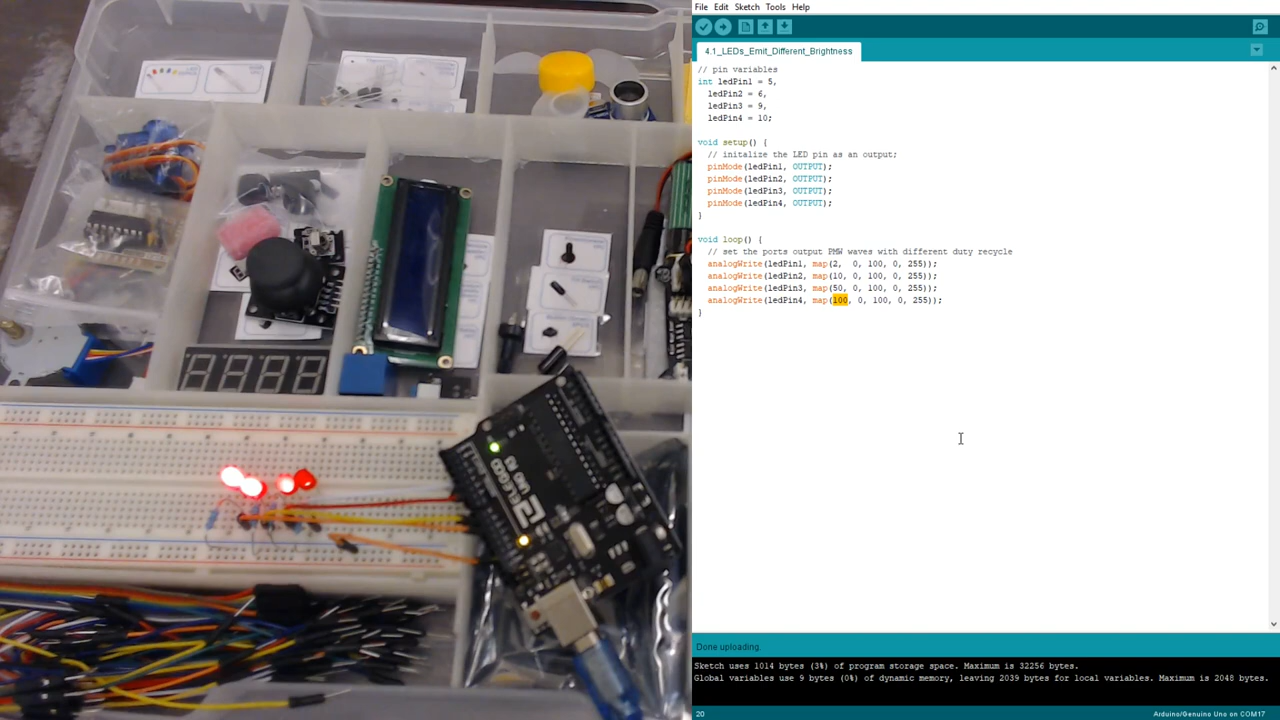 File Edit Sketch Tools Help
4.1_LEDs_Emit_Different_Brightness
// pin variables
int ledPin1 = 5,
ledPin2 = 6,
ledPin3 = 9,
ledPin4 = 10;
void setup() {
// initalize the LED pin as an output;
pinMode(ledPin1, OUTPUT);
pinMode(ledPin2, OUTPUT);
pinMode(ledPin3, OUTPUT);
pinMode(ledPin4, OUTPUT);
}
void loop() {
// set the ports output PMW waves with different duty recycle
analogWrite(ledPin1, map(2, 0, 100, 0, 255));
analogWrite(ledPin2, map(10, 0, 100, 0, 255));
analogWrite(ledPin3, map(50, 0, 100, 0, 255));
analogWrite(ledPin4, map(100, 0, 100, 0, 255));
}
Done uploading.
Sketch uses 1014 bytes (3%) of program storage space. Maximum is 32256 bytes.
Global variables use 9 bytes (0%) of dynamic memory, leaving 2039 bytes for local variables. Maximum is 2048 bytes.
20
Arduino/Genuino Uno on COM17
ELEGOO
UNO R3